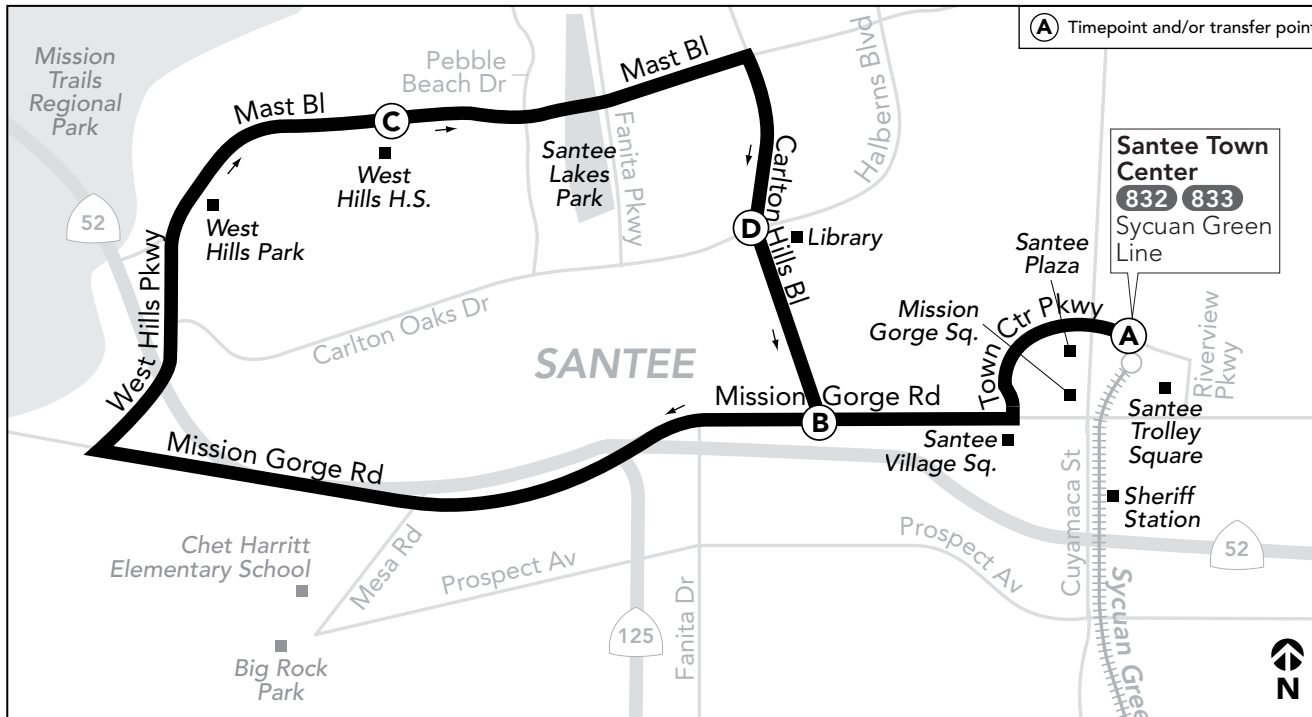 A Timepoint and/or transfer point
Mission
Trails
Regional
Park
Pebble
Beach Dr
Mast Bl
Halberns Blvd
Mast Bl
C
West
Hills H.S.
Santee
Lakes
Park
Fanita Pkwy
Carlton Hills Bl
Santee Town
Center
832 833
Sycuan Green
Line
52
West
Hills Park
D
Library
Santee
Plaza
Mission
Gorge Sq.
Town Ctr Pkwy
A
Riverview
Pkwy
West Hills Pkwy
Carlton Oaks Dr
SANTEE
Mission Gorge Rd
B
Santee
Village Sq.
Santee
Trolley
Square
Mission Gorge Rd
Cuyamaca St
Sheriff
Station
Chet Harritt
Elementary School
Mesa Rd
Prospect Av
Prospect Av
52
Sycuan Gree
125
Fanita Dr
Big Rock
Park
N